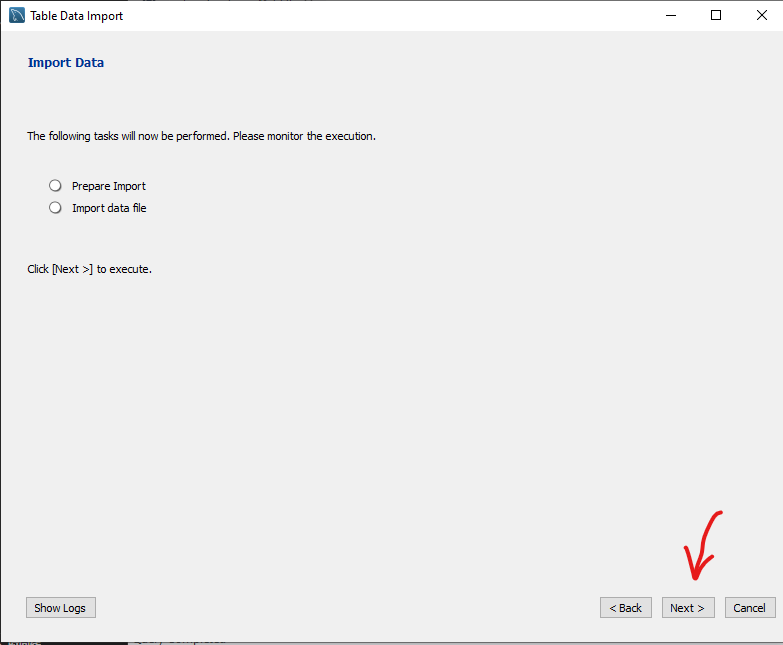 Table Data Import
Import Data
The following tasks will now be performed. Please monitor the execution.
Prepare Import
Import data file
Click [Next >] to execute.
Show Logs
< Back
Next >
Cancel